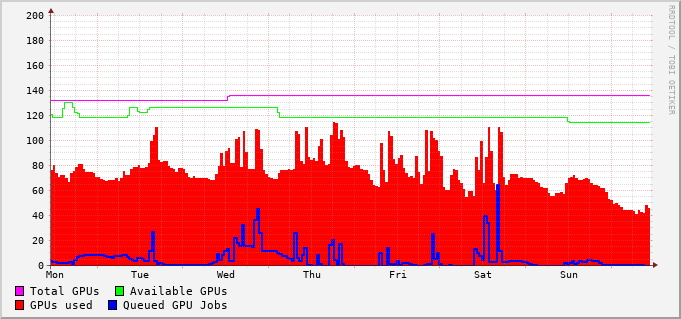 200
180
160
140
120
100
80
60
40
20
0
Mon Tue Wed Thu Fri Sat Sun
Total GPUs Available GPUs
GPUs used Queued GPU Jobs
RRDTOOL / TOBI OETIKER